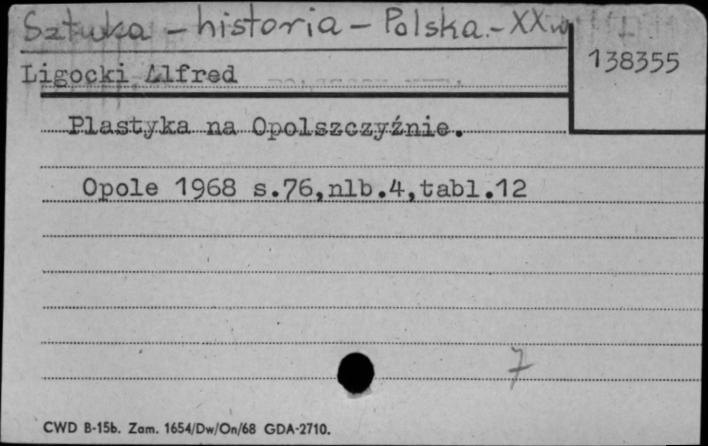 Sztuka - historia - Polska - XX w
138355
Ligocki Alfred
Plastyka na Opolszczyźnie.
Opole 1968 s.76,nlb.4,tabl.12
7
CWD B-15b. Zam. 1654/Dw/On/68 GDA-2710.